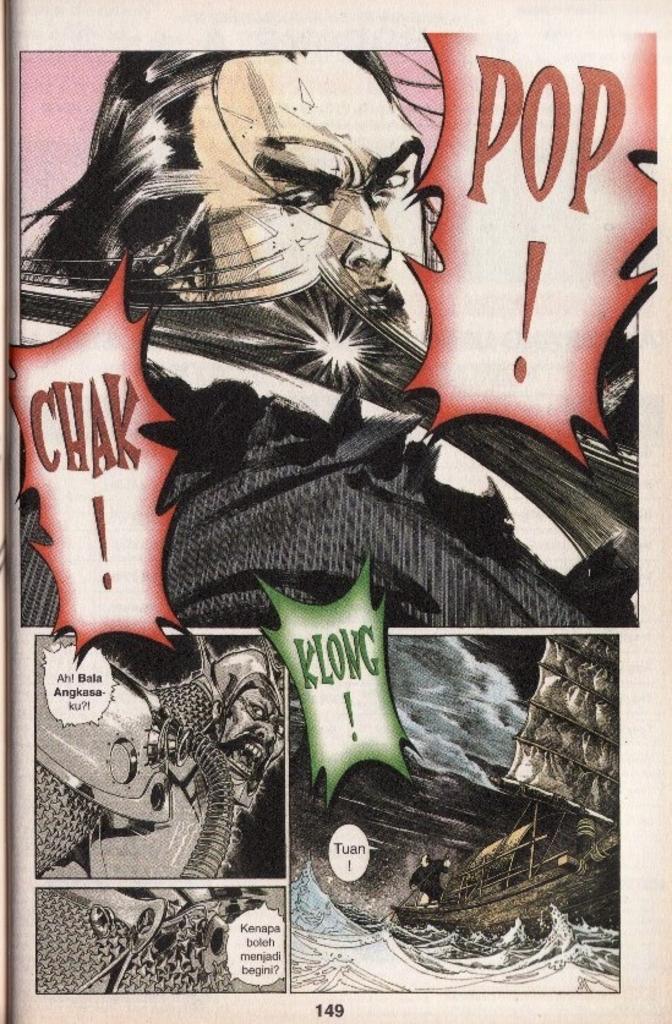 POP
!
CHAK
!
KLONG
!
Ah! Bala
Angkasa-
ku?!
Tuan
!
Kenapa
boleh
menjadi
begini?
149